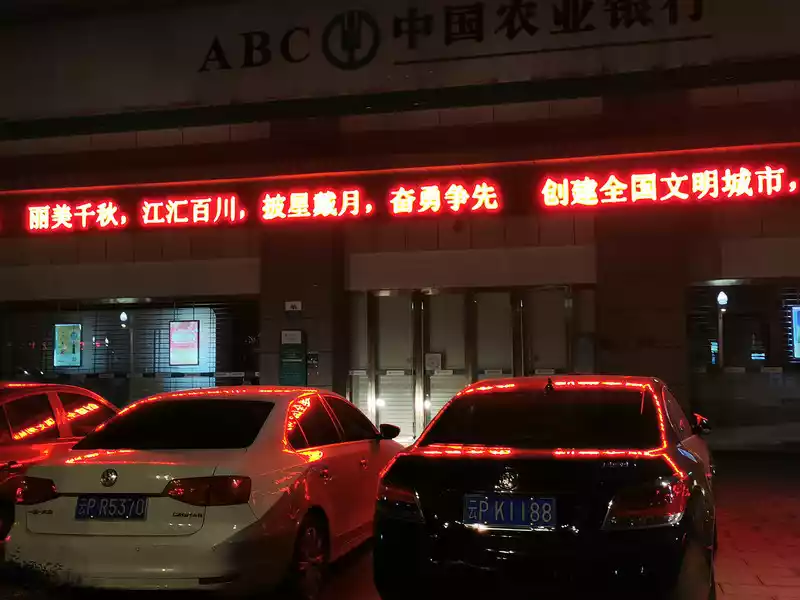 ABC 中国农业银行
丽美千秋，江汇百川，披星戴月，奋勇争先 创建全国文明城市，
云P R5370
云P K1188